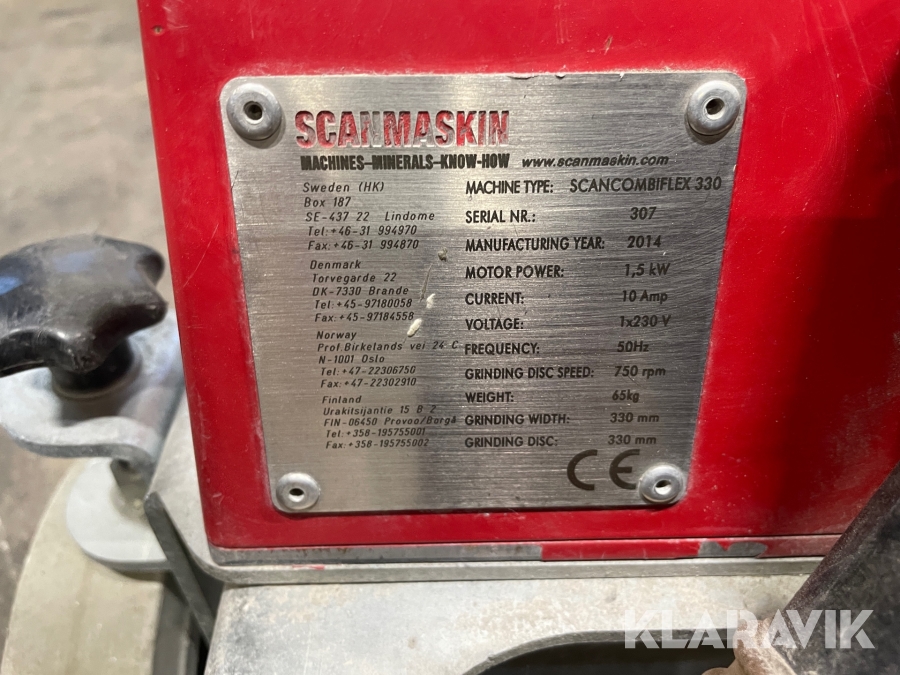 SCANMASKIN
MACHINES-MINERALS-KNOW-HOW www.scanmaskin.com
Sweden (HK)
Box 187
SE-437 22 Lindome
Tel:+46-31 994970
Fax:+46-31 994870
Denmark
Torvegarde 22
DK-7330 Brande
Tel:+45-97180058
Fax:+45-97184558
Norway
Prof.Birkelands vei 24 C
N-1001 Oslo
Tel:+47-22306750
Fax:+47-22302910
Finland
Urakitsijantie 15 B 2
FIN-06450 Provoo/Borgå
Tel:+358-195755001
Fax:+358-195755002
MACHINE TYPE: SCANCOMBIFLEX 330
SERIAL NR.: 307
MANUFACTURING YEAR: 2014
MOTOR POWER: 1,5 kW
CURRENT: 10 Amp
VOLTAGE: 1x230 V
FREQUENCY: 50Hz
GRINDING DISC SPEED: 750 rpm
WEIGHT: 65kg
GRINDING WIDTH: 330 mm
GRINDING DISC: 330 mm
CE
KLARAVIK